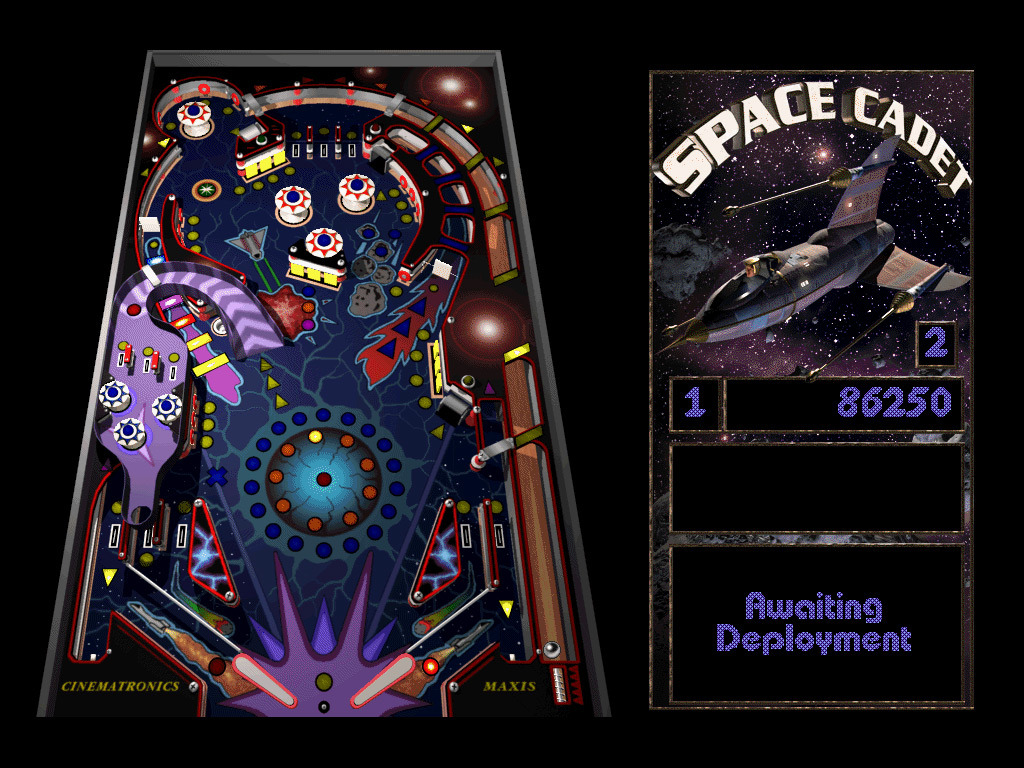 SPACE CADET
2
1 86250
Awaiting
Deployment
CINEMATRONICS MAXIS